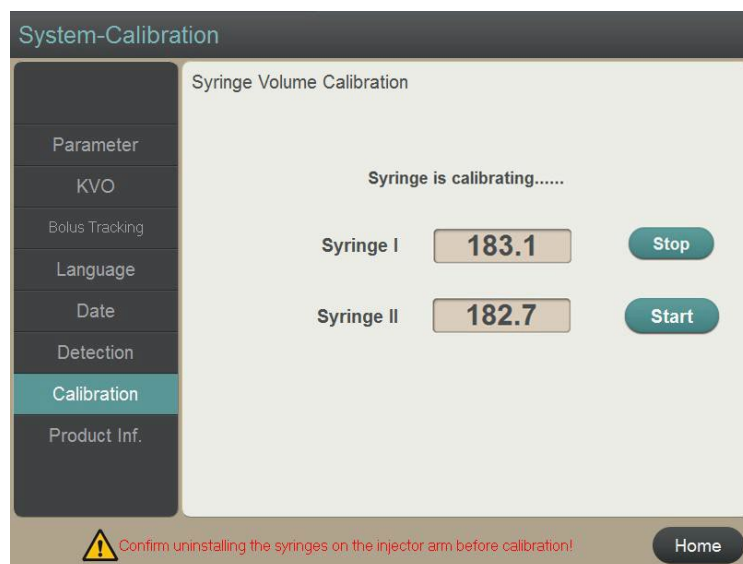 System-Calibration
Syringe Volume Calibration
Parameter
KVO
Bolus Tracking
Language
Date
Detection
Calibration
Product Inf.
Syringe is calibrating......
Syringe I 183.1 Stop
Syringe II 182.7 Start
Confirm uninstalling the syringes on the injector arm before calibration!
Home